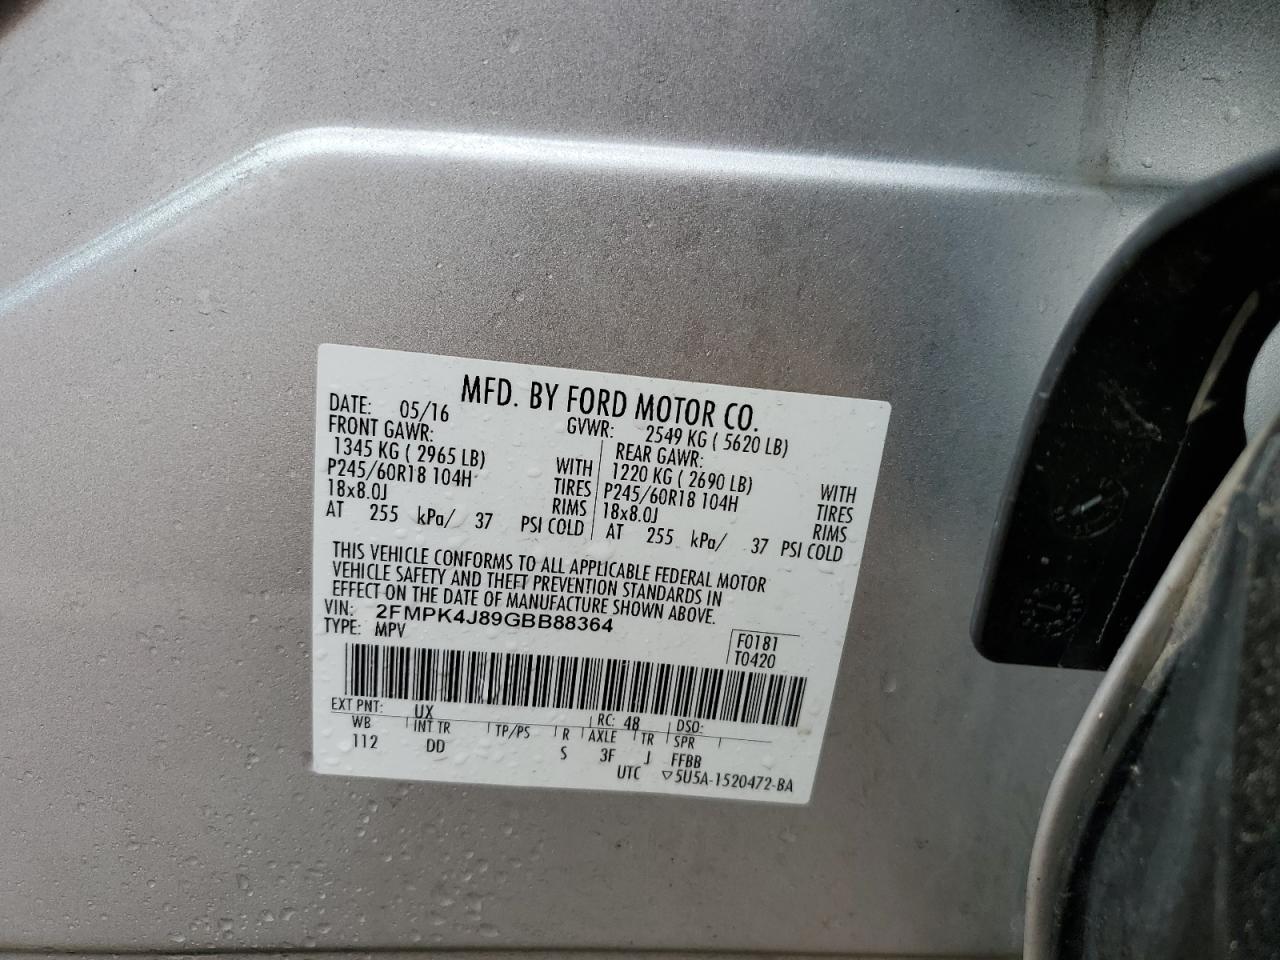 MFD. BY FORD MOTOR CO.
DATE: 05/16 GVWR: 2549 KG ( 5620 LB)
FRONT GAWR: REAR GAWR:
1345 KG ( 2965 LB) WITH 1220 KG ( 2690 LB) WITH
P245/60R18 104H TIRES P245/60R18 104H TIRES
18x8.0J RIMS 18x8.0J RIMS
AT 255 kPa/ 37 PSI COLD AT 255 kPa/ 37 PSI COLD
THIS VEHICLE CONFORMS TO ALL APPLICABLE FEDERAL MOTOR
VEHICLE SAFETY AND THEFT PREVENTION STANDARDS IN
EFFECT ON THE DATE OF MANUFACTURE SHOWN ABOVE.
VIN: 2FMPK4J89GBB88364
TYPE: MPV F0181
T0420
EXT PNT: UX RC: 48 DSO:
WB INT TR TP/PS R AXLE TR SPR
112 DD S 3F J FFBB
UTC ▽5U5A-1520472-BA